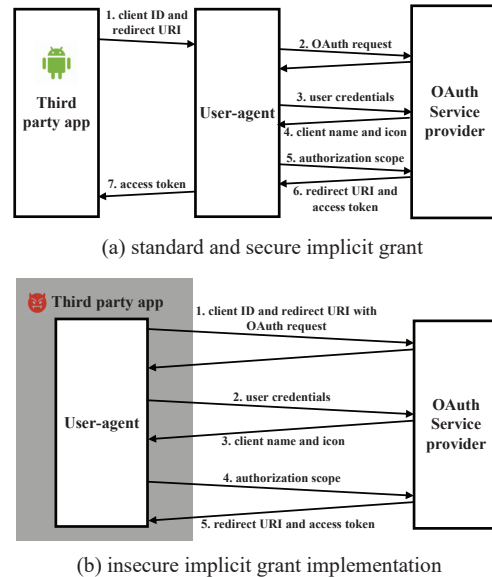 1. client ID and
redirect URI
2. OAuth request
Third
party app
User-agent
3. user credentials
4. client name and icon
OAuth
Service
provider
5. authorization scope
7. access token
6. redirect URI and
access token
(a) standard and secure implicit grant
Third party app
1. client ID and redirect URI with
OAuth request
User-agent
2. user credentials
3. client name and icon
OAuth
Service
provider
4. authorization scope
5. redirect URI and access token
(b) insecure implicit grant implementation